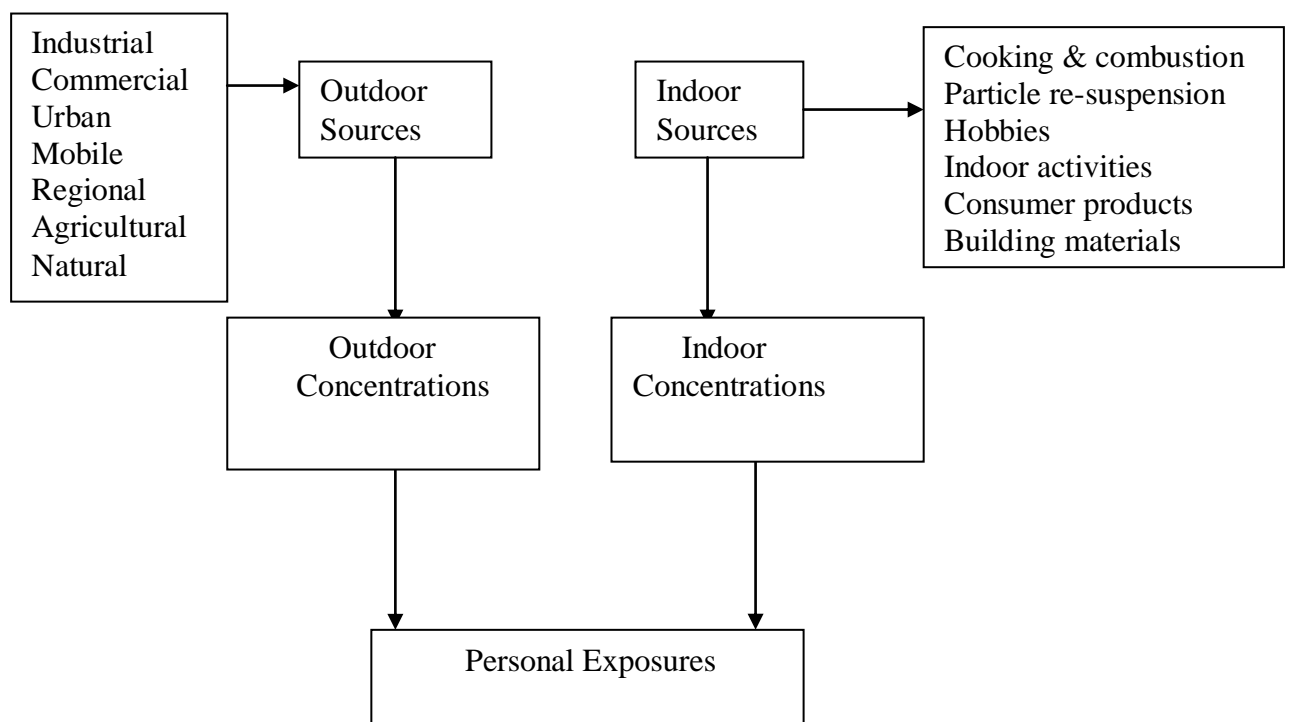 Industrial
Commercial
Urban
Mobile
Regional
Agricultural
Natural
Outdoor
Sources
Indoor
Sources
Cooking & combustion
Particle re-suspension
Hobbies
Indoor activities
Consumer products
Building materials
Outdoor
Concentrations
Indoor
Concentrations
Personal Exposures